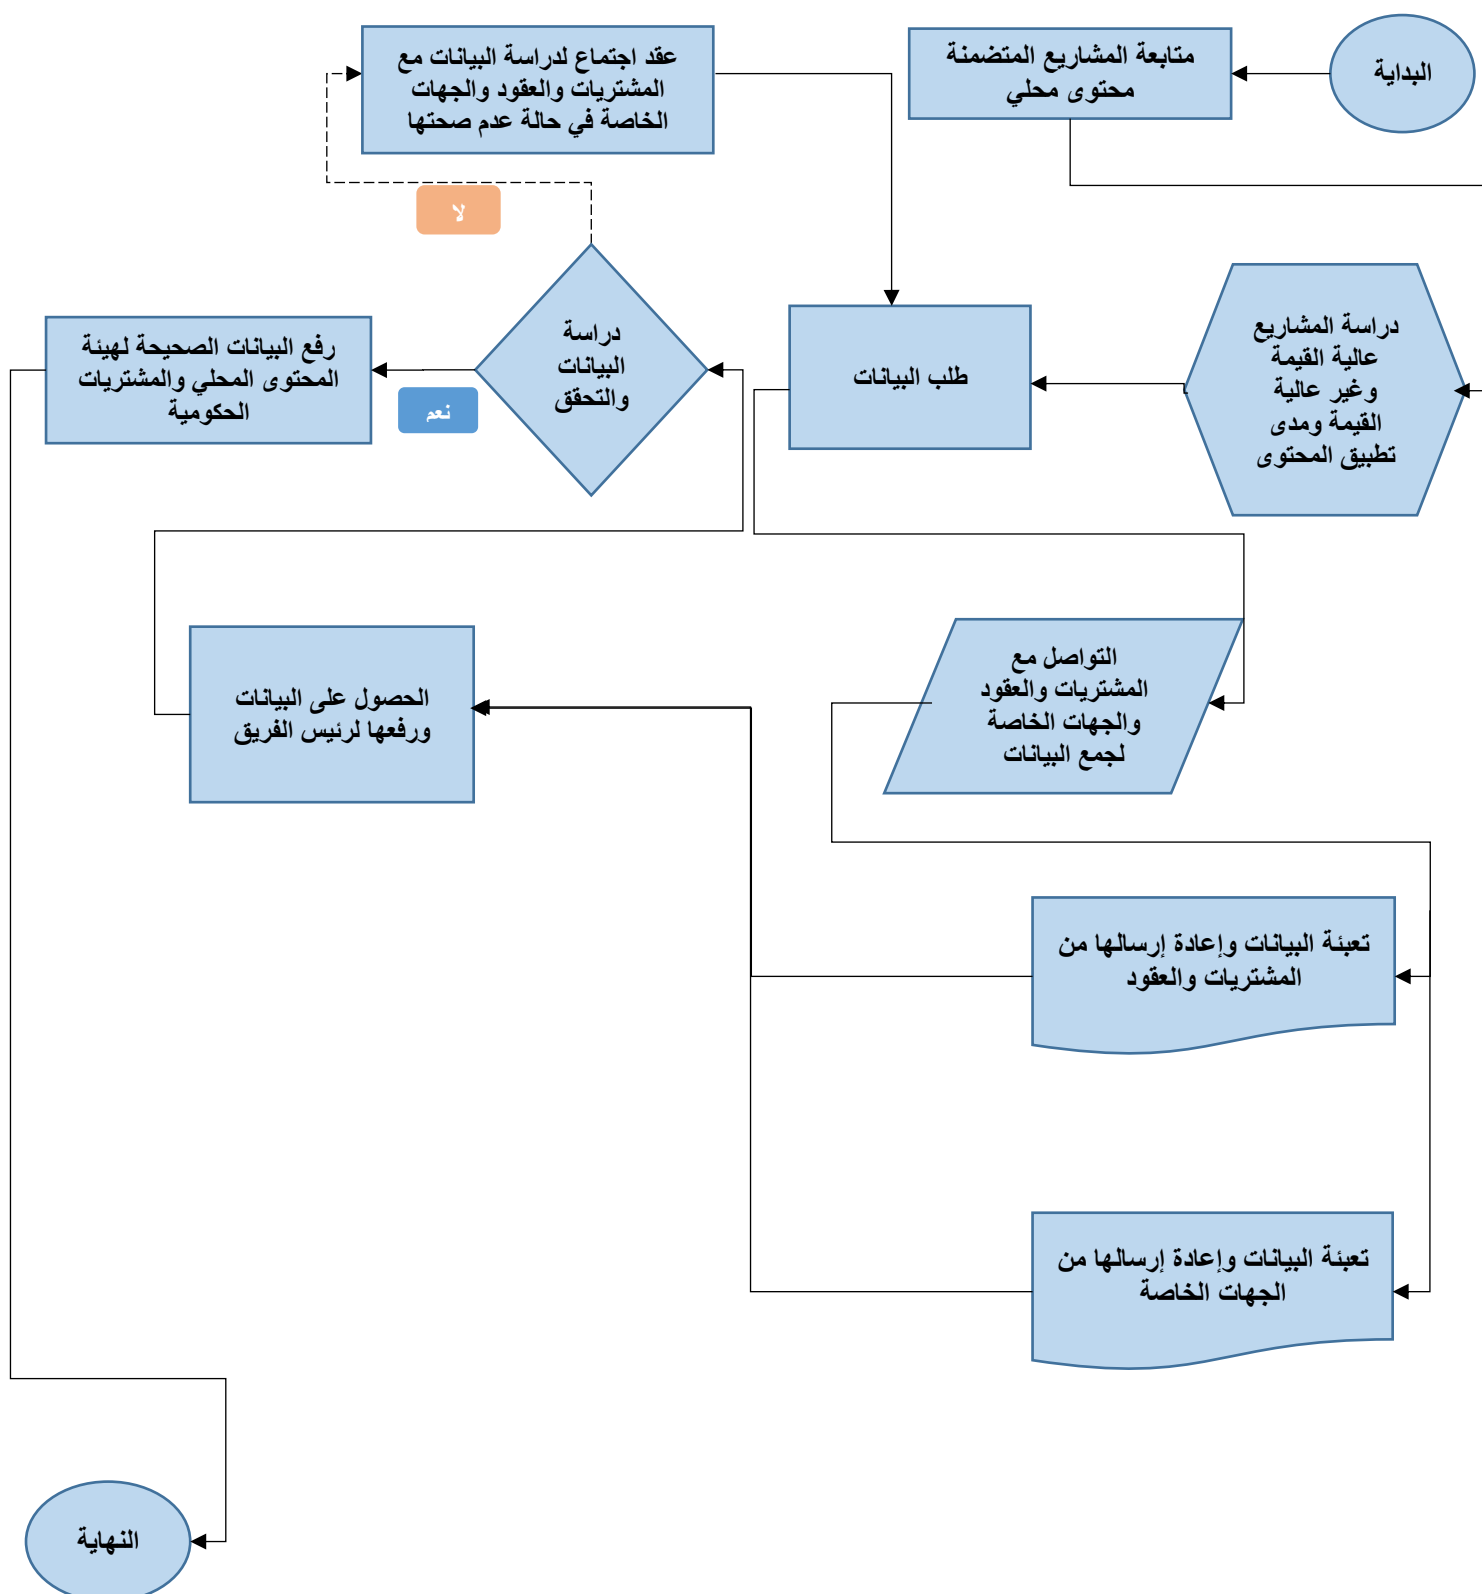 البداية
متابعة المشاريع المتضمنة
محتوى محلي
عقد اجتماع لدراسة البيانات مع
المشتريات والعقود والجهات
الخاصة في حالة عدم صحتها
لا
دراسة المشاريع
عالية القيمة
وغير عالية
القيمة ومدى
تطبيق المحتوى
طلب البيانات
دراسة
البيانات
والتحقق
نعم
رفع البيانات الصحيحة لهيئة
المحتوى المحلي والمشتريات
الحكومية
التواصل مع
المشتريات والعقود
والجهات الخاصة
لجمع البيانات
الحصول على البيانات
ورفعها لرئيس الفريق
تعبئة البيانات وإعادة إرسالها من
المشتريات والعقود
تعبئة البيانات وإعادة إرسالها من
الجهات الخاصة
النهاية